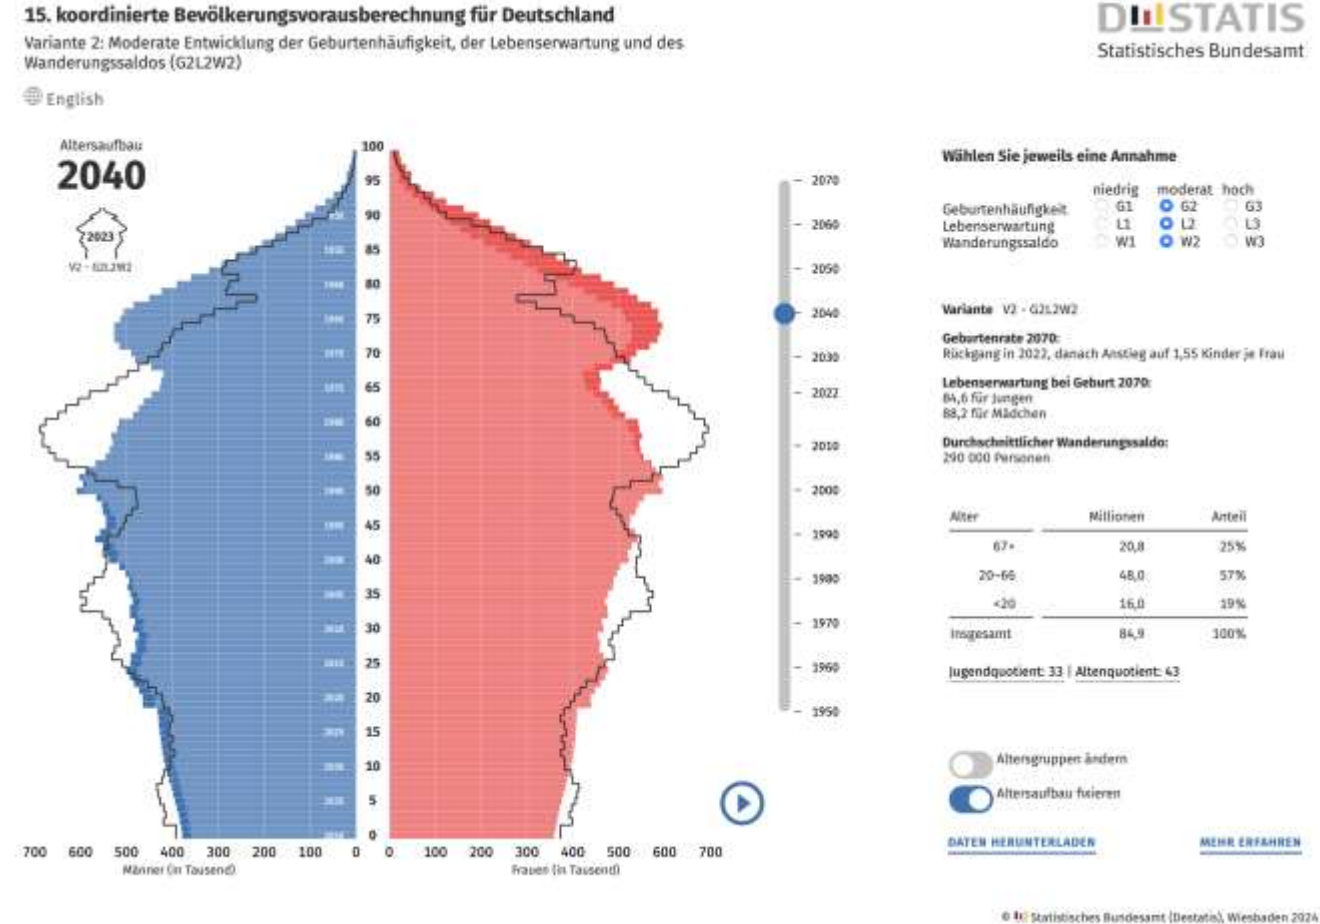 15. koordinierte Bevölkerungsvorausberechnung für Deutschland
Variante 2: Moderate Entwicklung der Geburtenhäufigkeit, der Lebenserwartung und des
Wanderungssaldos (G2L2W2)
English
DESTATIS
Statistisches Bundesamt
Altersaufbau
2040
2023
V2 - G2L2W2
100
95
90
85
80
75
70
65
60
55
50
45
40
35
30
25
20
15
10
5
0
700 600 500 400 300 200 100 0
Männer (in Tausend)
0 100 200 300 400 500 600 700
Frauen (in Tausend)
2070
2060
2050
2040
2030
2022
2010
2000
1990
1980
1970
1960
1950
Wählen Sie jeweils eine Annahme
niedrig moderat hoch
Geburtenhäufigkeit G1 G2 G3
Lebenserwartung L1 L2 L3
Wanderungssaldo W1 W2 W3
Variante V2 - G2L2W2
Geburtenrate 2070:
Rückgang in 2022, danach Anstieg auf 1,55 Kinder je Frau
Lebenserwartung bei Geburt 2070:
84,6 für Jungen
88,2 für Mädchen
Durchschnittlicher Wanderungssaldo:
290 000 Personen
Alter Millionen Anteil
67+ 20,8 25%
20-66 48,0 57%
<20 16,0 19%
Insgesamt 84,9 100%
Jugendquotient: 33 | Altenquotient: 43
Altersgruppen ändern
Altersaufbau fixieren
DATEN HERUNTERLADEN
MEHR ERFAHREN
© Statistisches Bundesamt (Destatis), Wiesbaden 2024